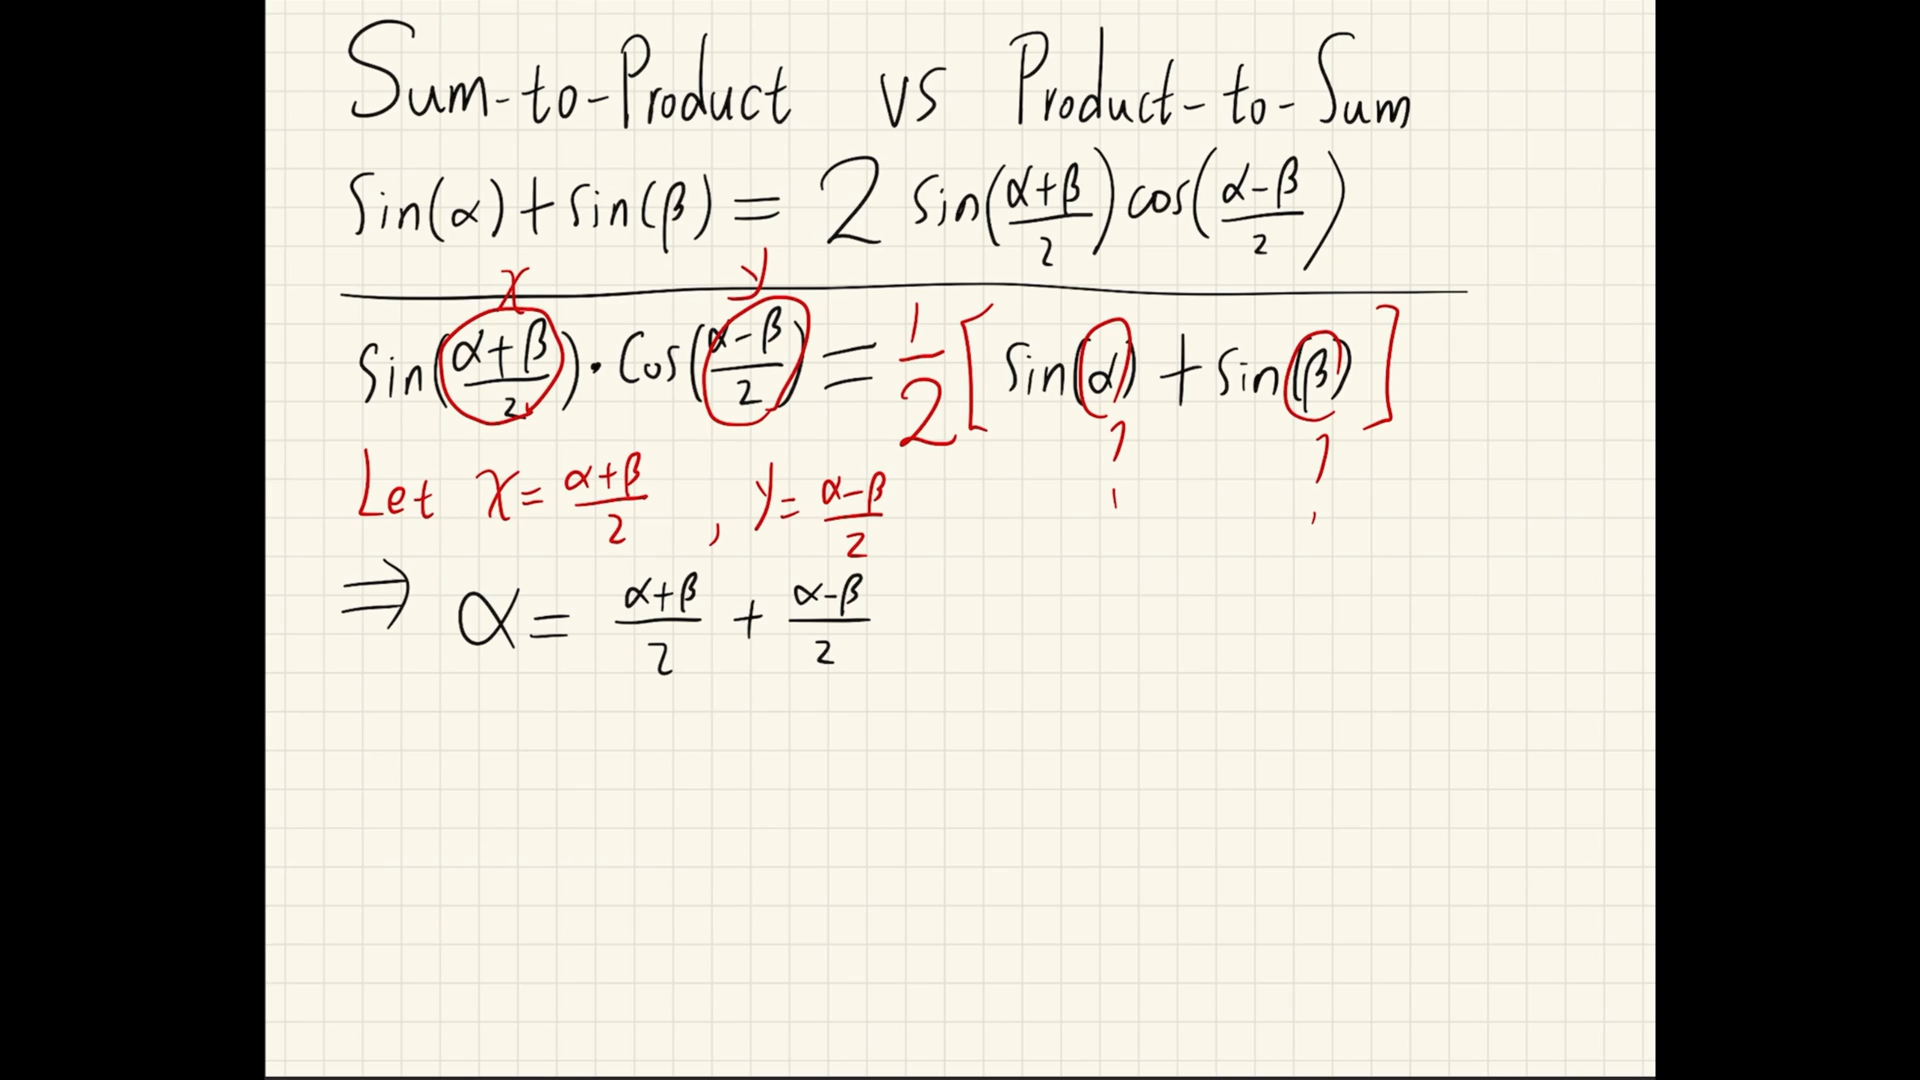 Sum-to-Product vs Product-to-Sum
Sin(α)+Sin(β) = 2 Sin(α+β/2) cos(α-β/2)
x y
Sin(α+β/2)·Cos(α-β/2) = 1/2 [Sin(α) + Sin(β)]
? ?
Let x = α+β/2 , y = α-β/2
⇒ α = α+β/2 + α-β/2